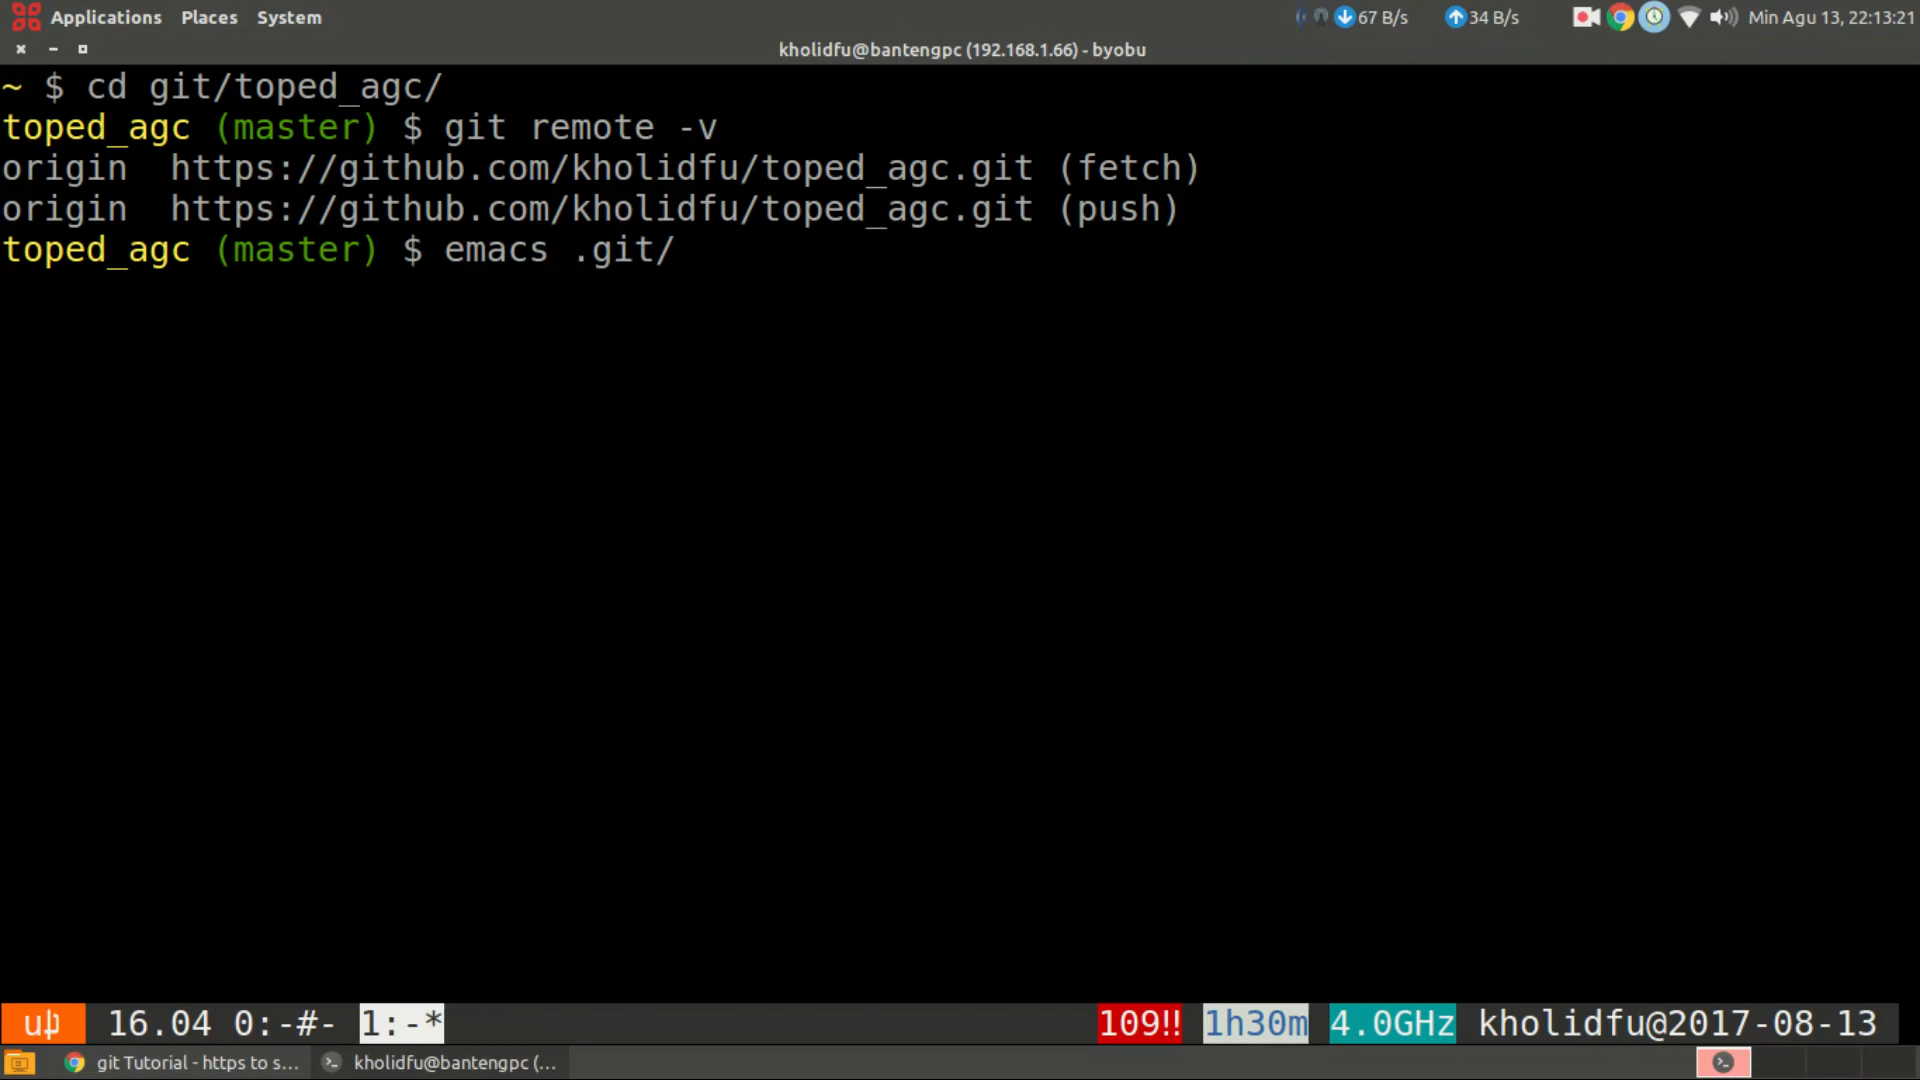 Applications Places System 67 B/s 34 B/s Min Agu 13, 22:13:21
kholidfu@bantengpc (192.168.1.66) - byobu
~ $ cd git/toped_agc/
toped_agc (master) $ git remote -v
origin  https://github.com/kholidfu/toped_agc.git (fetch)
origin  https://github.com/kholidfu/toped_agc.git (push)
toped_agc (master) $ emacs .git/
16.04 0:-#- 1:-* 109!! 1h30m 4.0GHz kholidfu@2017-08-13
git Tutorial - https to s... kholidfu@bantengpc (...